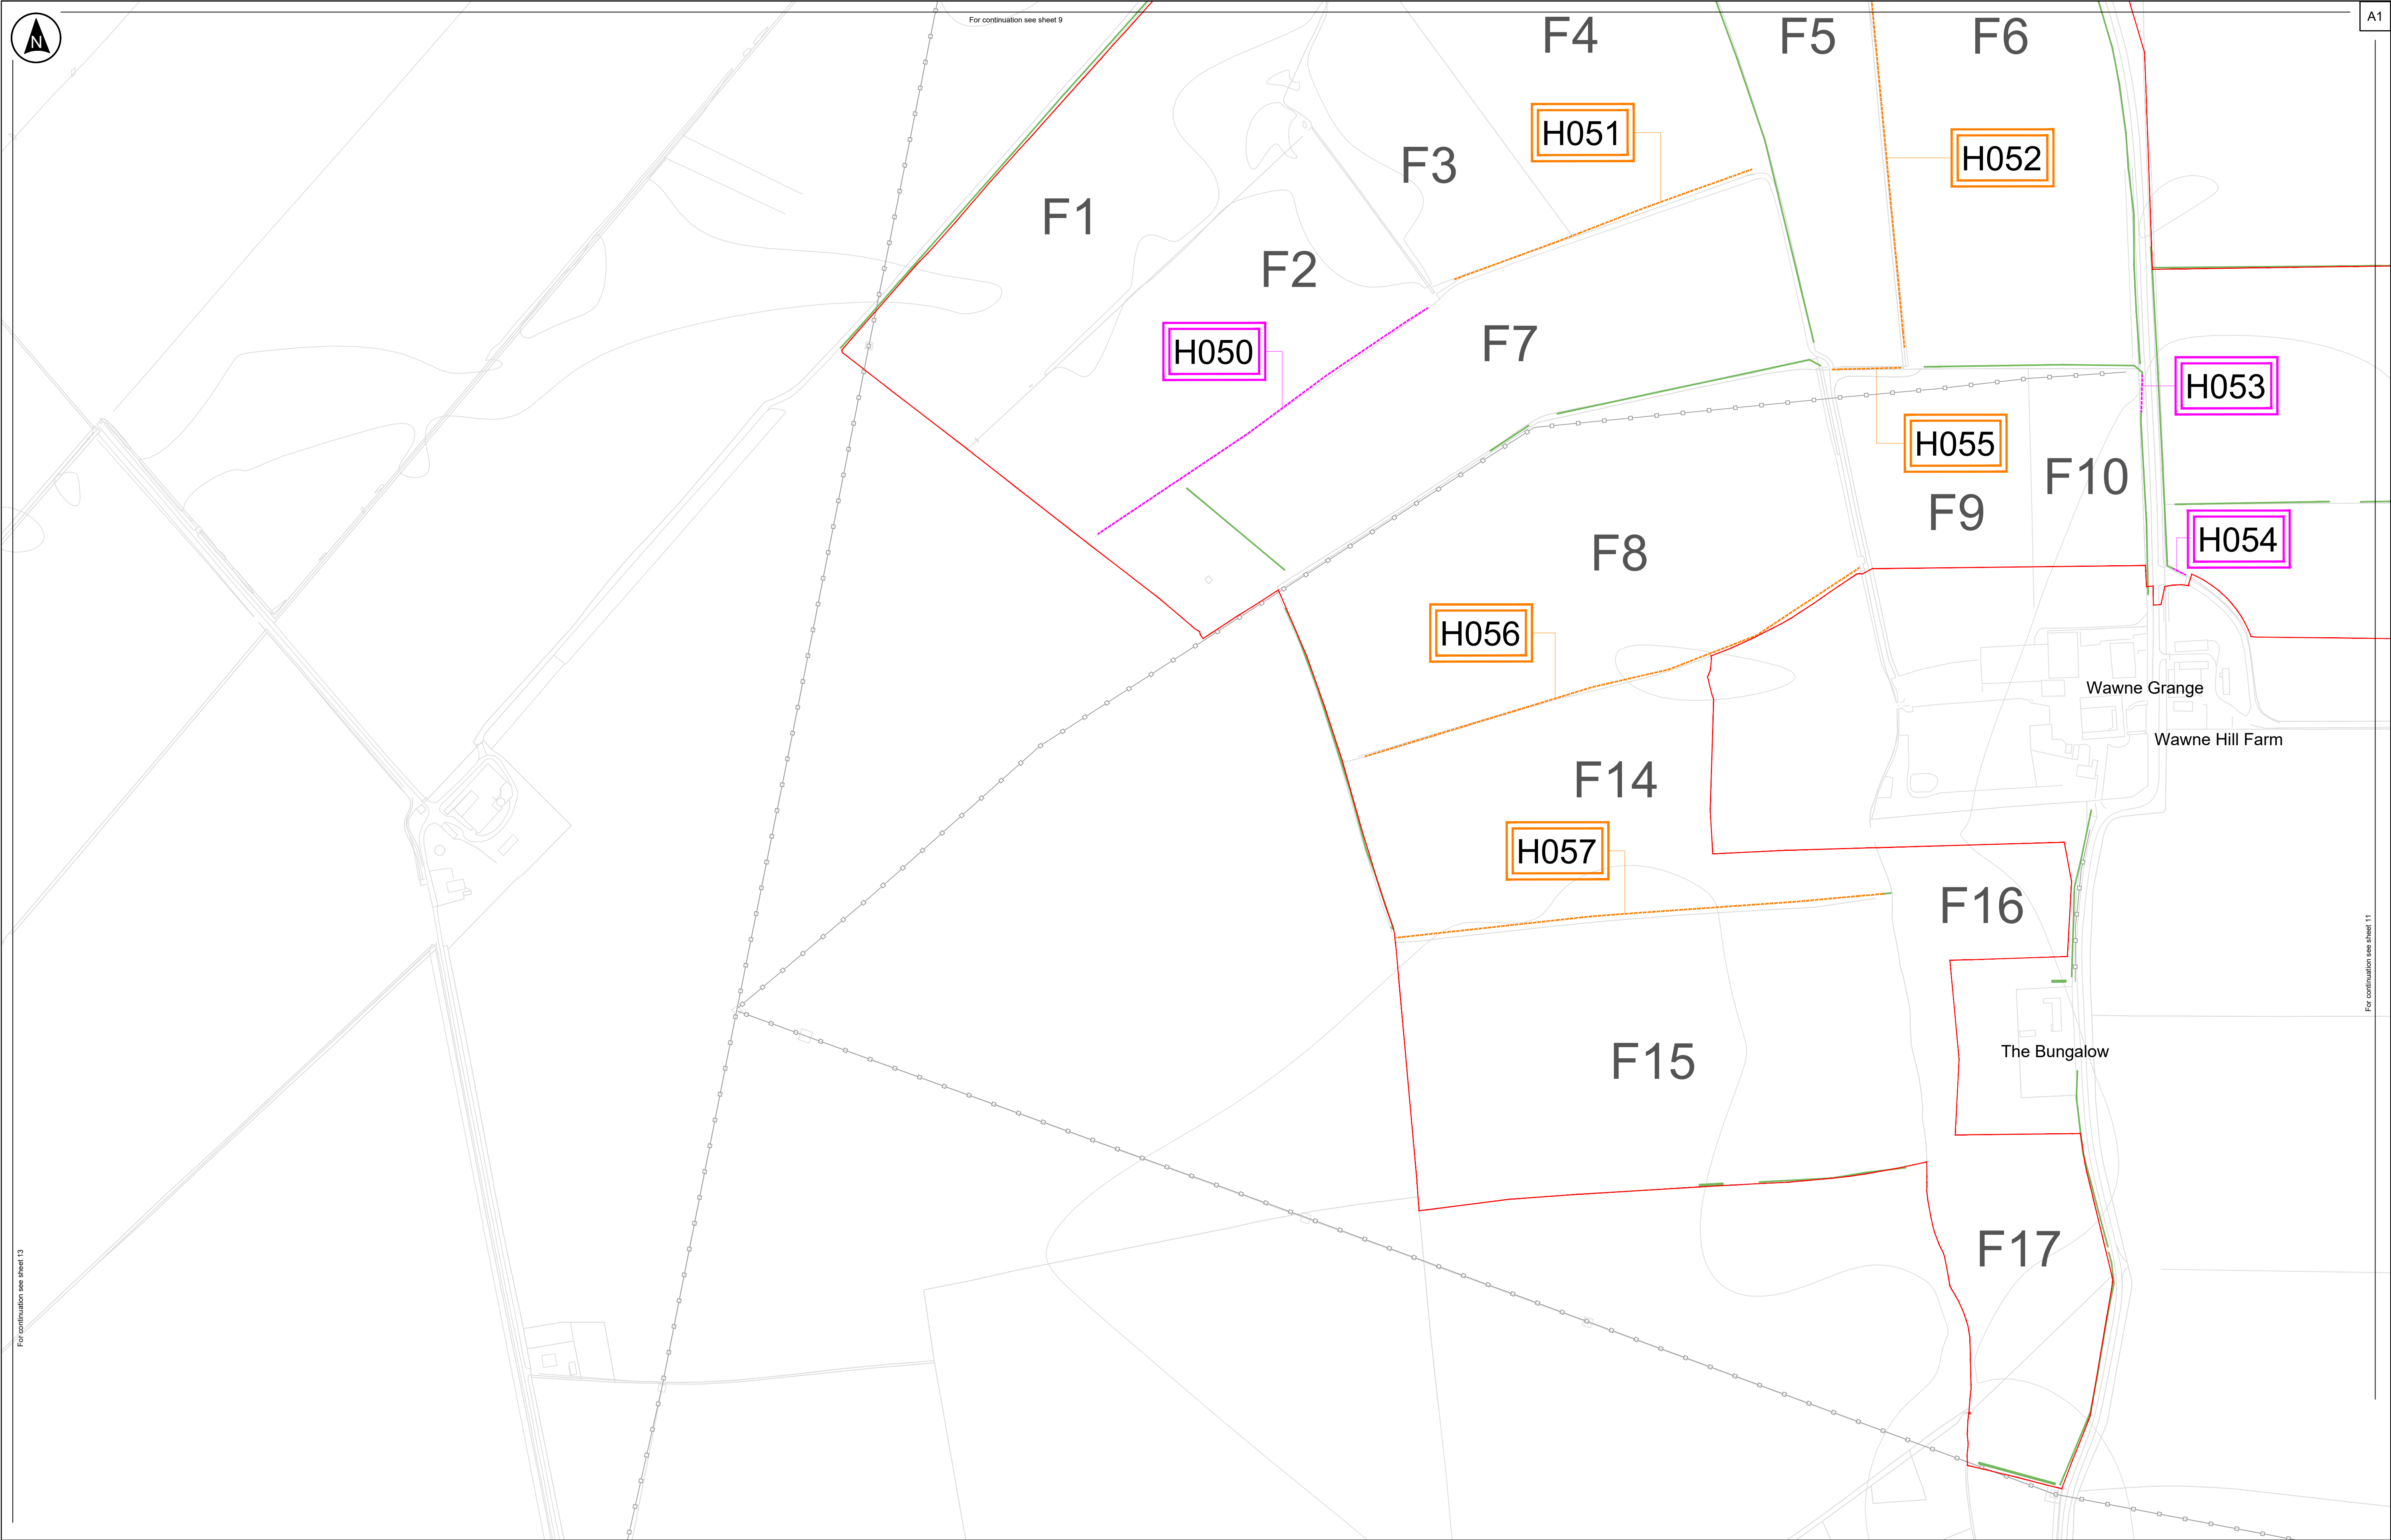 For continuation see sheet 9
A1
N
F4
F5
F6
H051
H052
F3
F1
F2
H050
F7
H053
H055
F10
F9
H054
F8
H056
Wawne Grange
Wawne Hill Farm
F14
H057
F16
For continuation see sheet 11
The Bungalow
F15
F17
For continuation see sheet 13